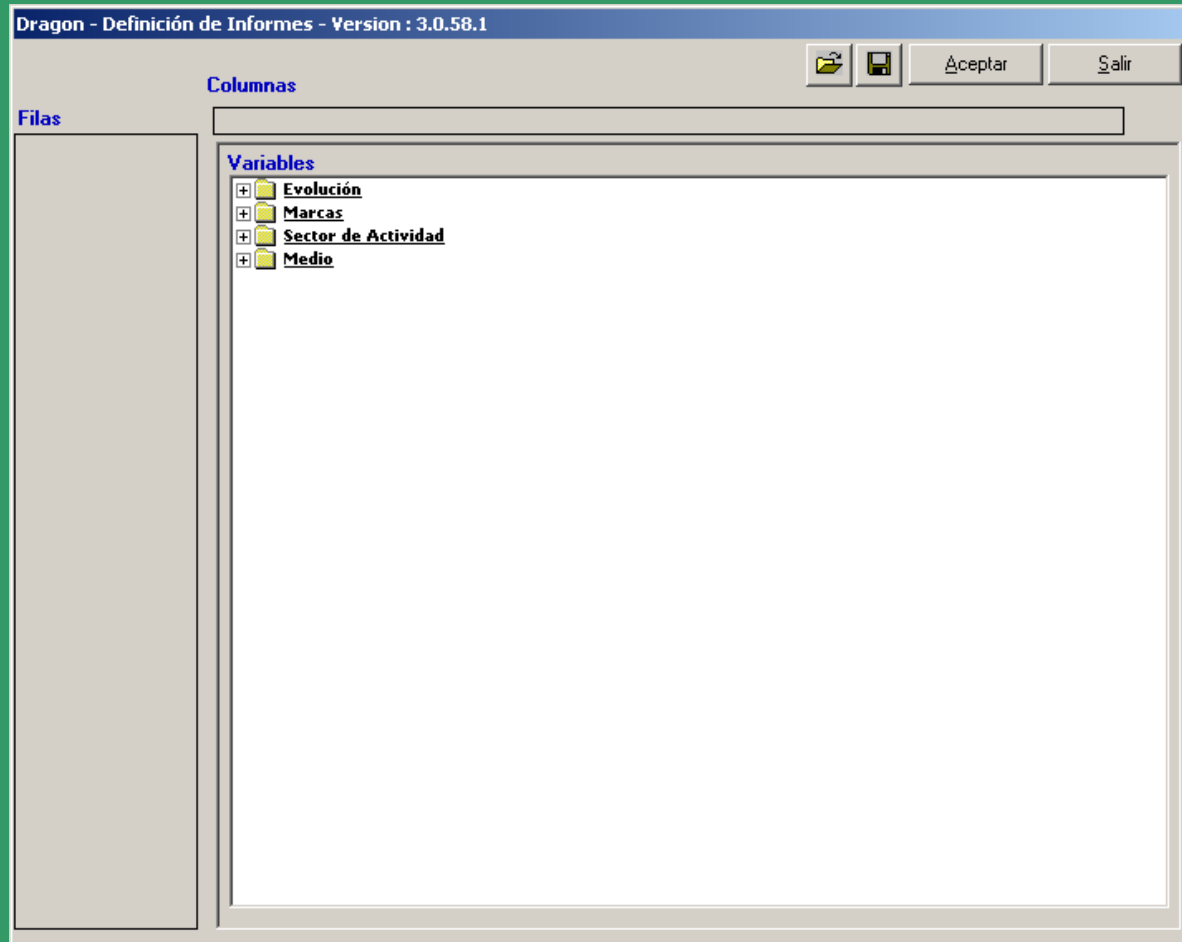 Dragon - Definición de Informes - Version : 3.0.58.1
Aceptar
Salir
Columnas
Filas
Variables
Evolución
Marcas
Sector de Actividad
Medio